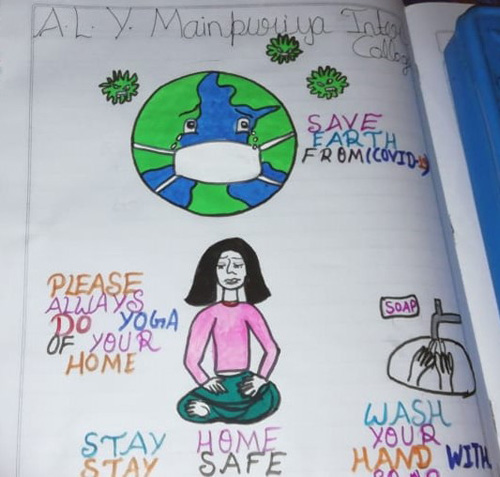 A.L.Y. Mainpuriya Inter
College
SAVE
EARTH
FROM (COVID-19)
PLEASE
ALWAYS
DO YOGA
OF YOUR
HOME
SOAP
STAY HOME
STAY SAFE
WASH
YOUR
HAND WITH
SOAP